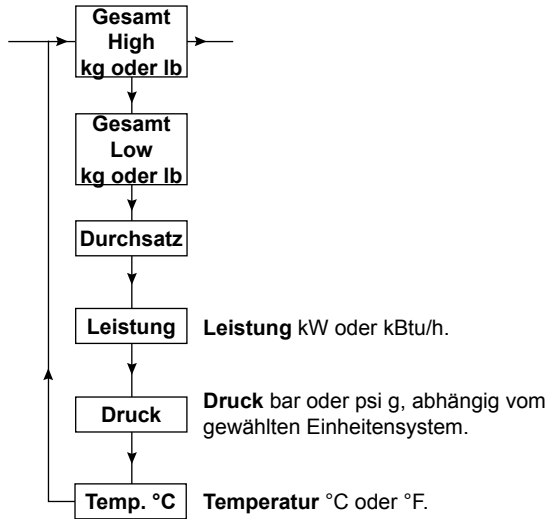 Gesamt
High
kg oder lb
Gesamt
Low
kg oder lb
Durchsatz
Leistung
Leistung kW oder kBtu/h.
Druck
Druck bar oder psi g, abhängig vom
gewählten Einheitensystem.
Temp. °C
Temperatur °C oder °F.